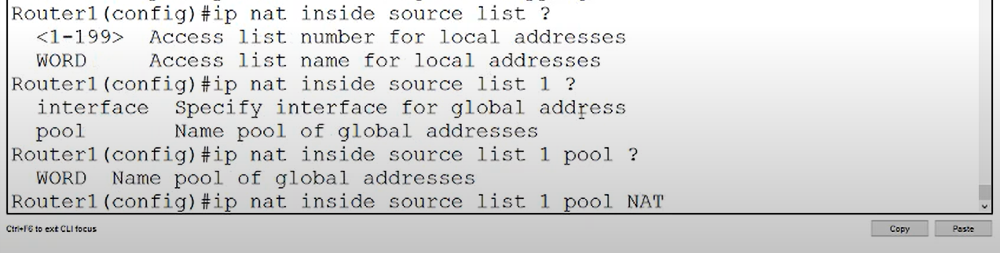 Router1(config)#ip nat inside source list ?
<1-199> Access list number for local addresses
WORD Access list name for local addresses
Router1(config)#ip nat inside source list 1 ?
interface Specify interface for global address
pool Name pool of global addresses
Router1(config)#ip nat inside source list 1 pool ?
WORD Name pool of global addresses
Router1(config)#ip nat inside source list 1 pool NAT
Ctrl+F6 to exit CLI focus
Copy
Paste